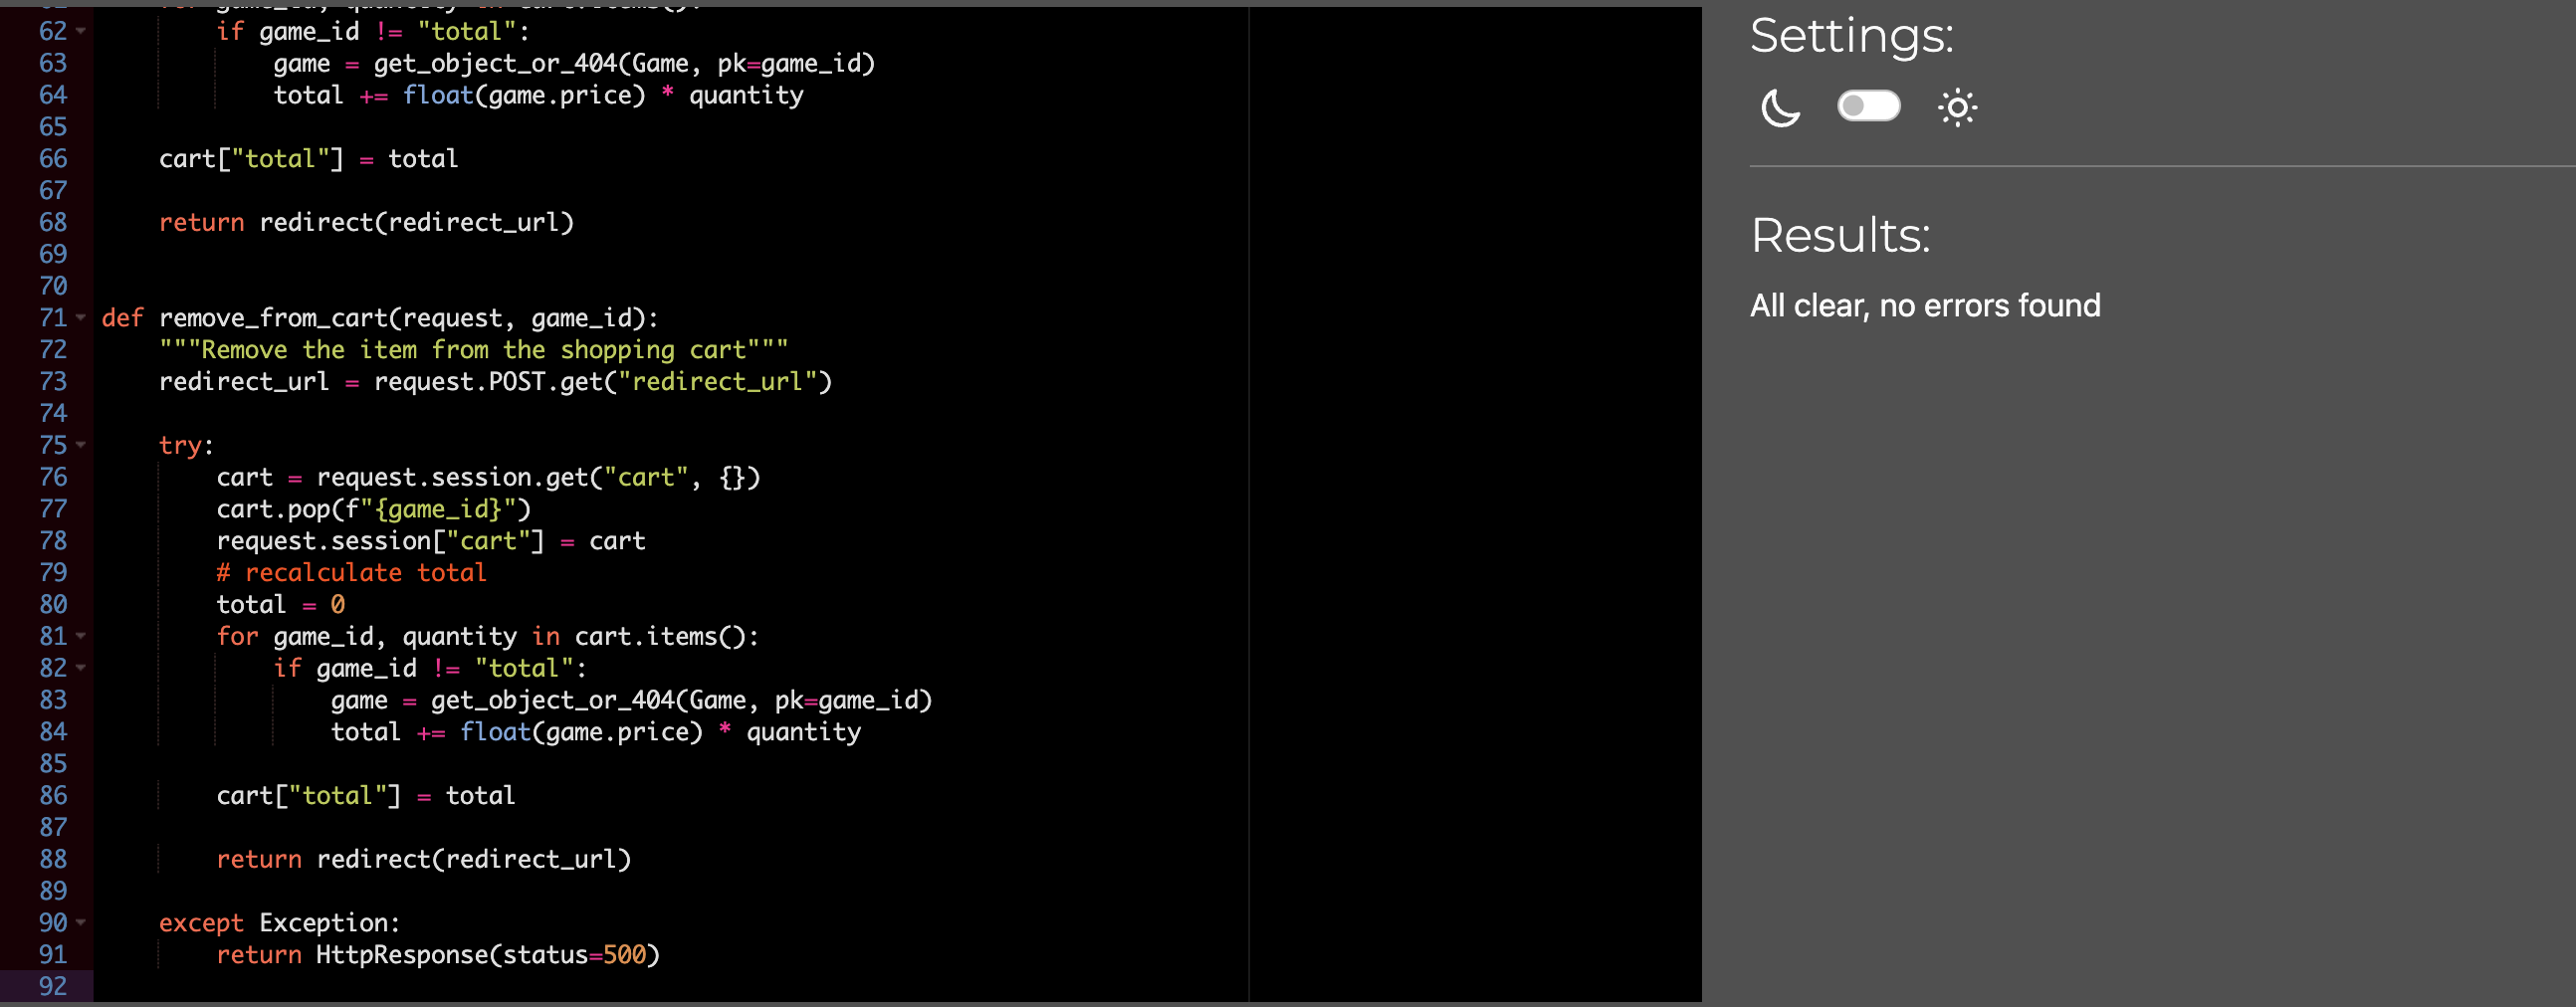 62 if game_id != "total":
63 game = get_object_or_404(Game, pk=game_id)
64 total += float(game.price) * quantity
65
66 cart["total"] = total
67
68 return redirect(redirect_url)
69
70
71 def remove_from_cart(request, game_id):
72 """Remove the item from the shopping cart"""
73 redirect_url = request.POST.get("redirect_url")
74
75 try:
76 cart = request.session.get("cart", {})
77 cart.pop(f"{game_id}")
78 request.session["cart"] = cart
79 # recalculate total
80 total = 0
81 for game_id, quantity in cart.items():
82 if game_id != "total":
83 game = get_object_or_404(Game, pk=game_id)
84 total += float(game.price) * quantity
85
86 cart["total"] = total
87
88 return redirect(redirect_url)
89
90 except Exception:
91 return HttpResponse(status=500)
92
Settings:
Results:
All clear, no errors found